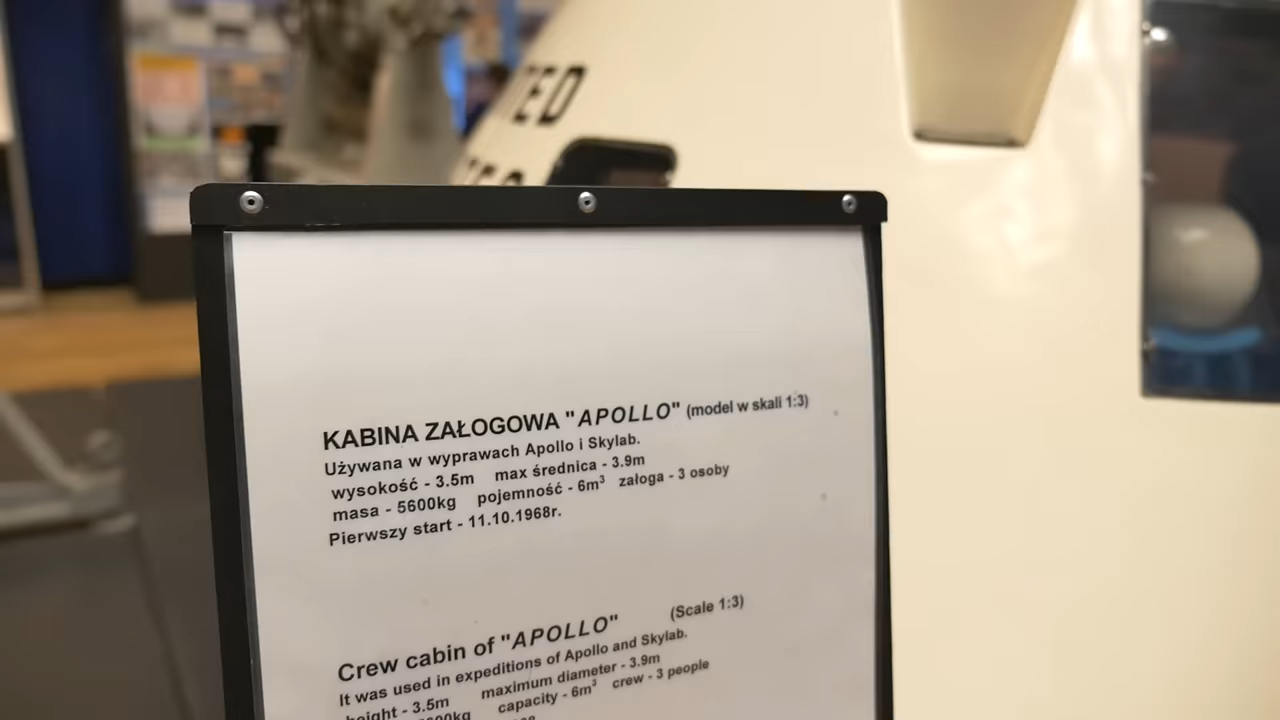 TED
KABINA ZAŁOGOWA "APOLLO" (model w skali 1:3)
Używana w wyprawach Apollo i Skylab.
wysokość - 3.5m max średnica - 3.9m
masa - 5600kg pojemność - 6m³ załoga - 3 osoby
Pierwszy start - 11.10.1968r.
Crew cabin of "APOLLO" (Scale 1:3)
It was used in expeditions of Apollo and Skylab.
height - 3.5m maximum diameter - 3.9m
capacity - 6m³ crew - 3 people